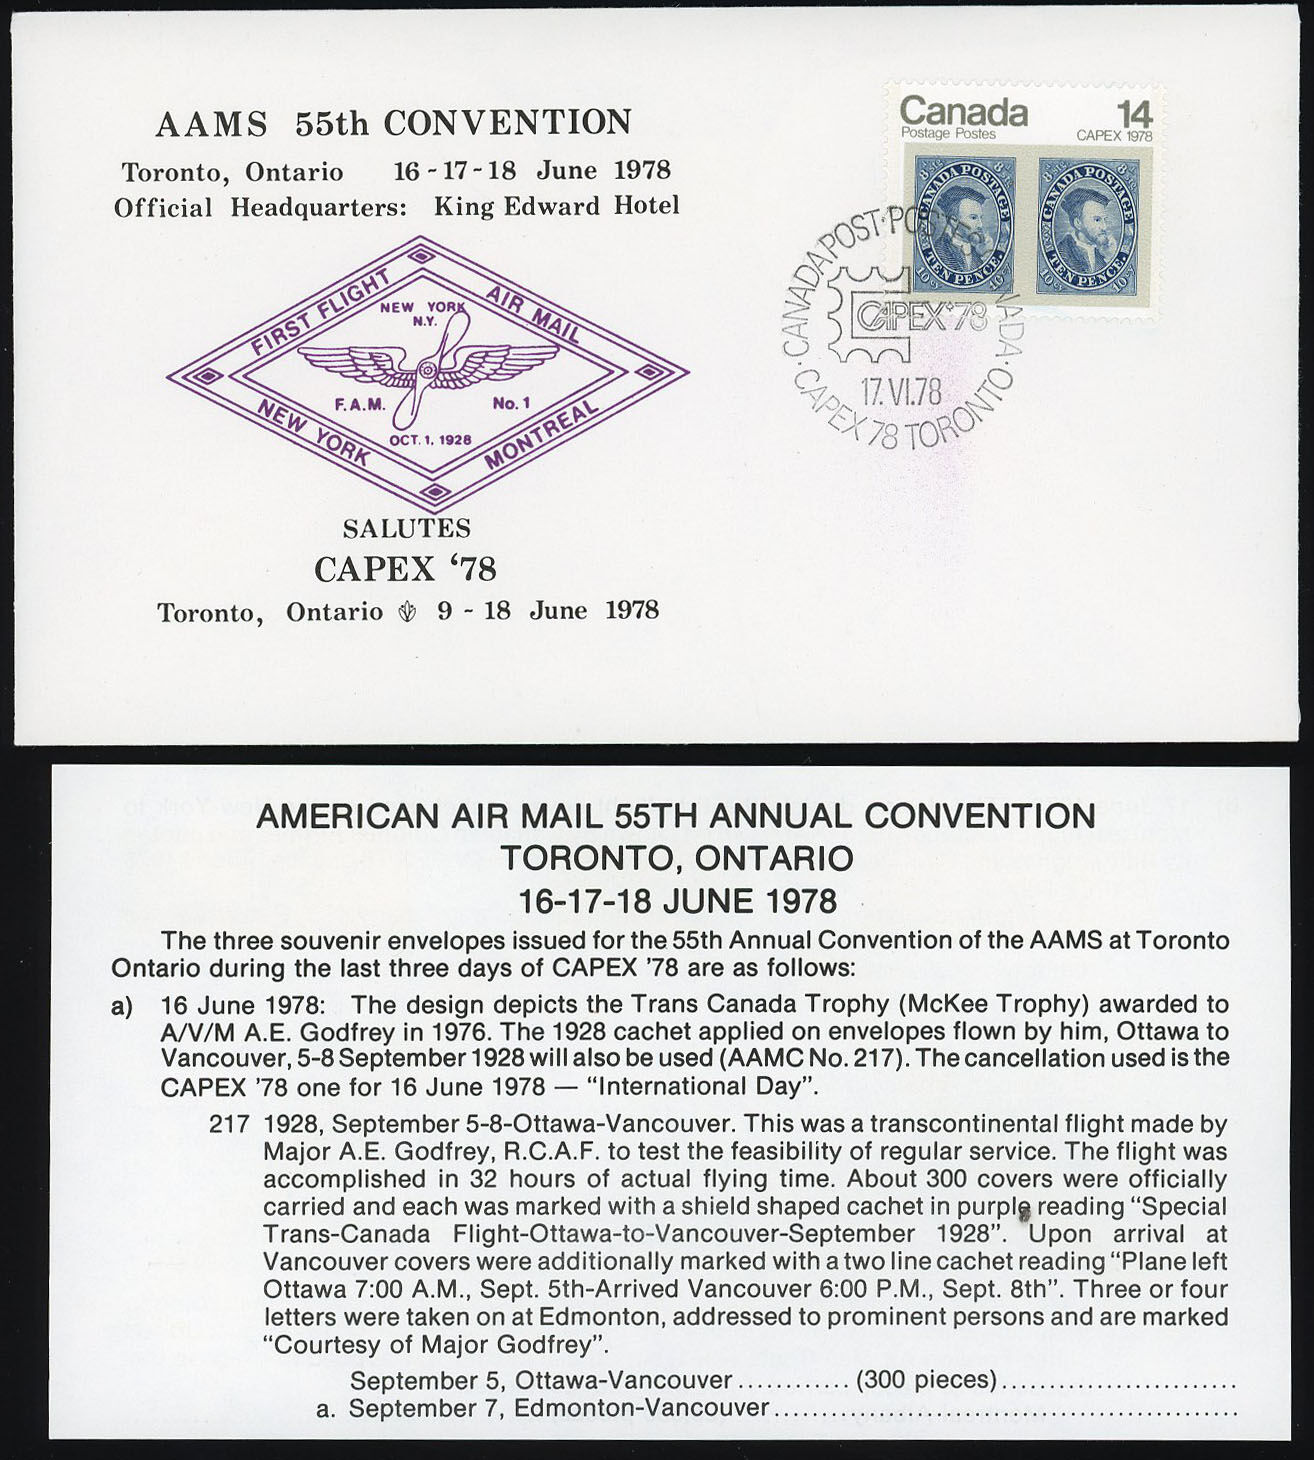 AAMS 55th CONVENTION
Toronto, Ontario 16-17-18 June 1978
Official Headquarters: King Edward Hotel
FIRST FLIGHT
AIR MAIL
NEW YORK
N.Y.
F.A.M. No. 1
OCT. 1, 1928
NEW YORK
MONTREAL
SALUTES
CAPEX ‘78
Toronto, Ontario 9 - 18 June 1978
Canada 14
Postage Postes CAPEX 1978
CANADA POSTAGE
TEN PENCE.
CANADA POSTAGE
TEN PENCE.
CANADA POST·POSTES CANADA·
CAPEX '78
17.VI.78
CAPEX 78 TORONTO·
AMERICAN AIR MAIL 55TH ANNUAL CONVENTION
TORONTO, ONTARIO
16-17-18 JUNE 1978
The three souvenir envelopes issued for the 55th Annual Convention of the AAMS at Toronto
Ontario during the last three days of CAPEX '78 are as follows:
a) 16 June 1978: The design depicts the Trans Canada Trophy (McKee Trophy) awarded to
A/V/M A.E. Godfrey in 1976. The 1928 cachet applied on envelopes flown by him, Ottawa to
Vancouver, 5-8 September 1928 will also be used (AAMC No. 217). The cancellation used is the
CAPEX '78 one for 16 June 1978 — “International Day”.
217 1928, September 5-8-Ottawa-Vancouver. This was a transcontinental flight made by
Major A.E. Godfrey, R.C.A.F. to test the feasibility of regular service. The flight was
accomplished in 32 hours of actual flying time. About 300 covers were officially
carried and each was marked with a shield shaped cachet in purple reading “Special
Trans-Canada Flight-Ottawa-to-Vancouver-September 1928”. Upon arrival at
Vancouver covers were additionally marked with a two line cachet reading “Plane left
Ottawa 7:00 A.M., Sept. 5th-Arrived Vancouver 6:00 P.M., Sept. 8th”. Three or four
letters were taken on at Edmonton, addressed to prominent persons and are marked
“Courtesy of Major Godfrey”.
September 5, Ottawa-Vancouver ............ (300 pieces)..........................
a. September 7, Edmonton-Vancouver....................................................